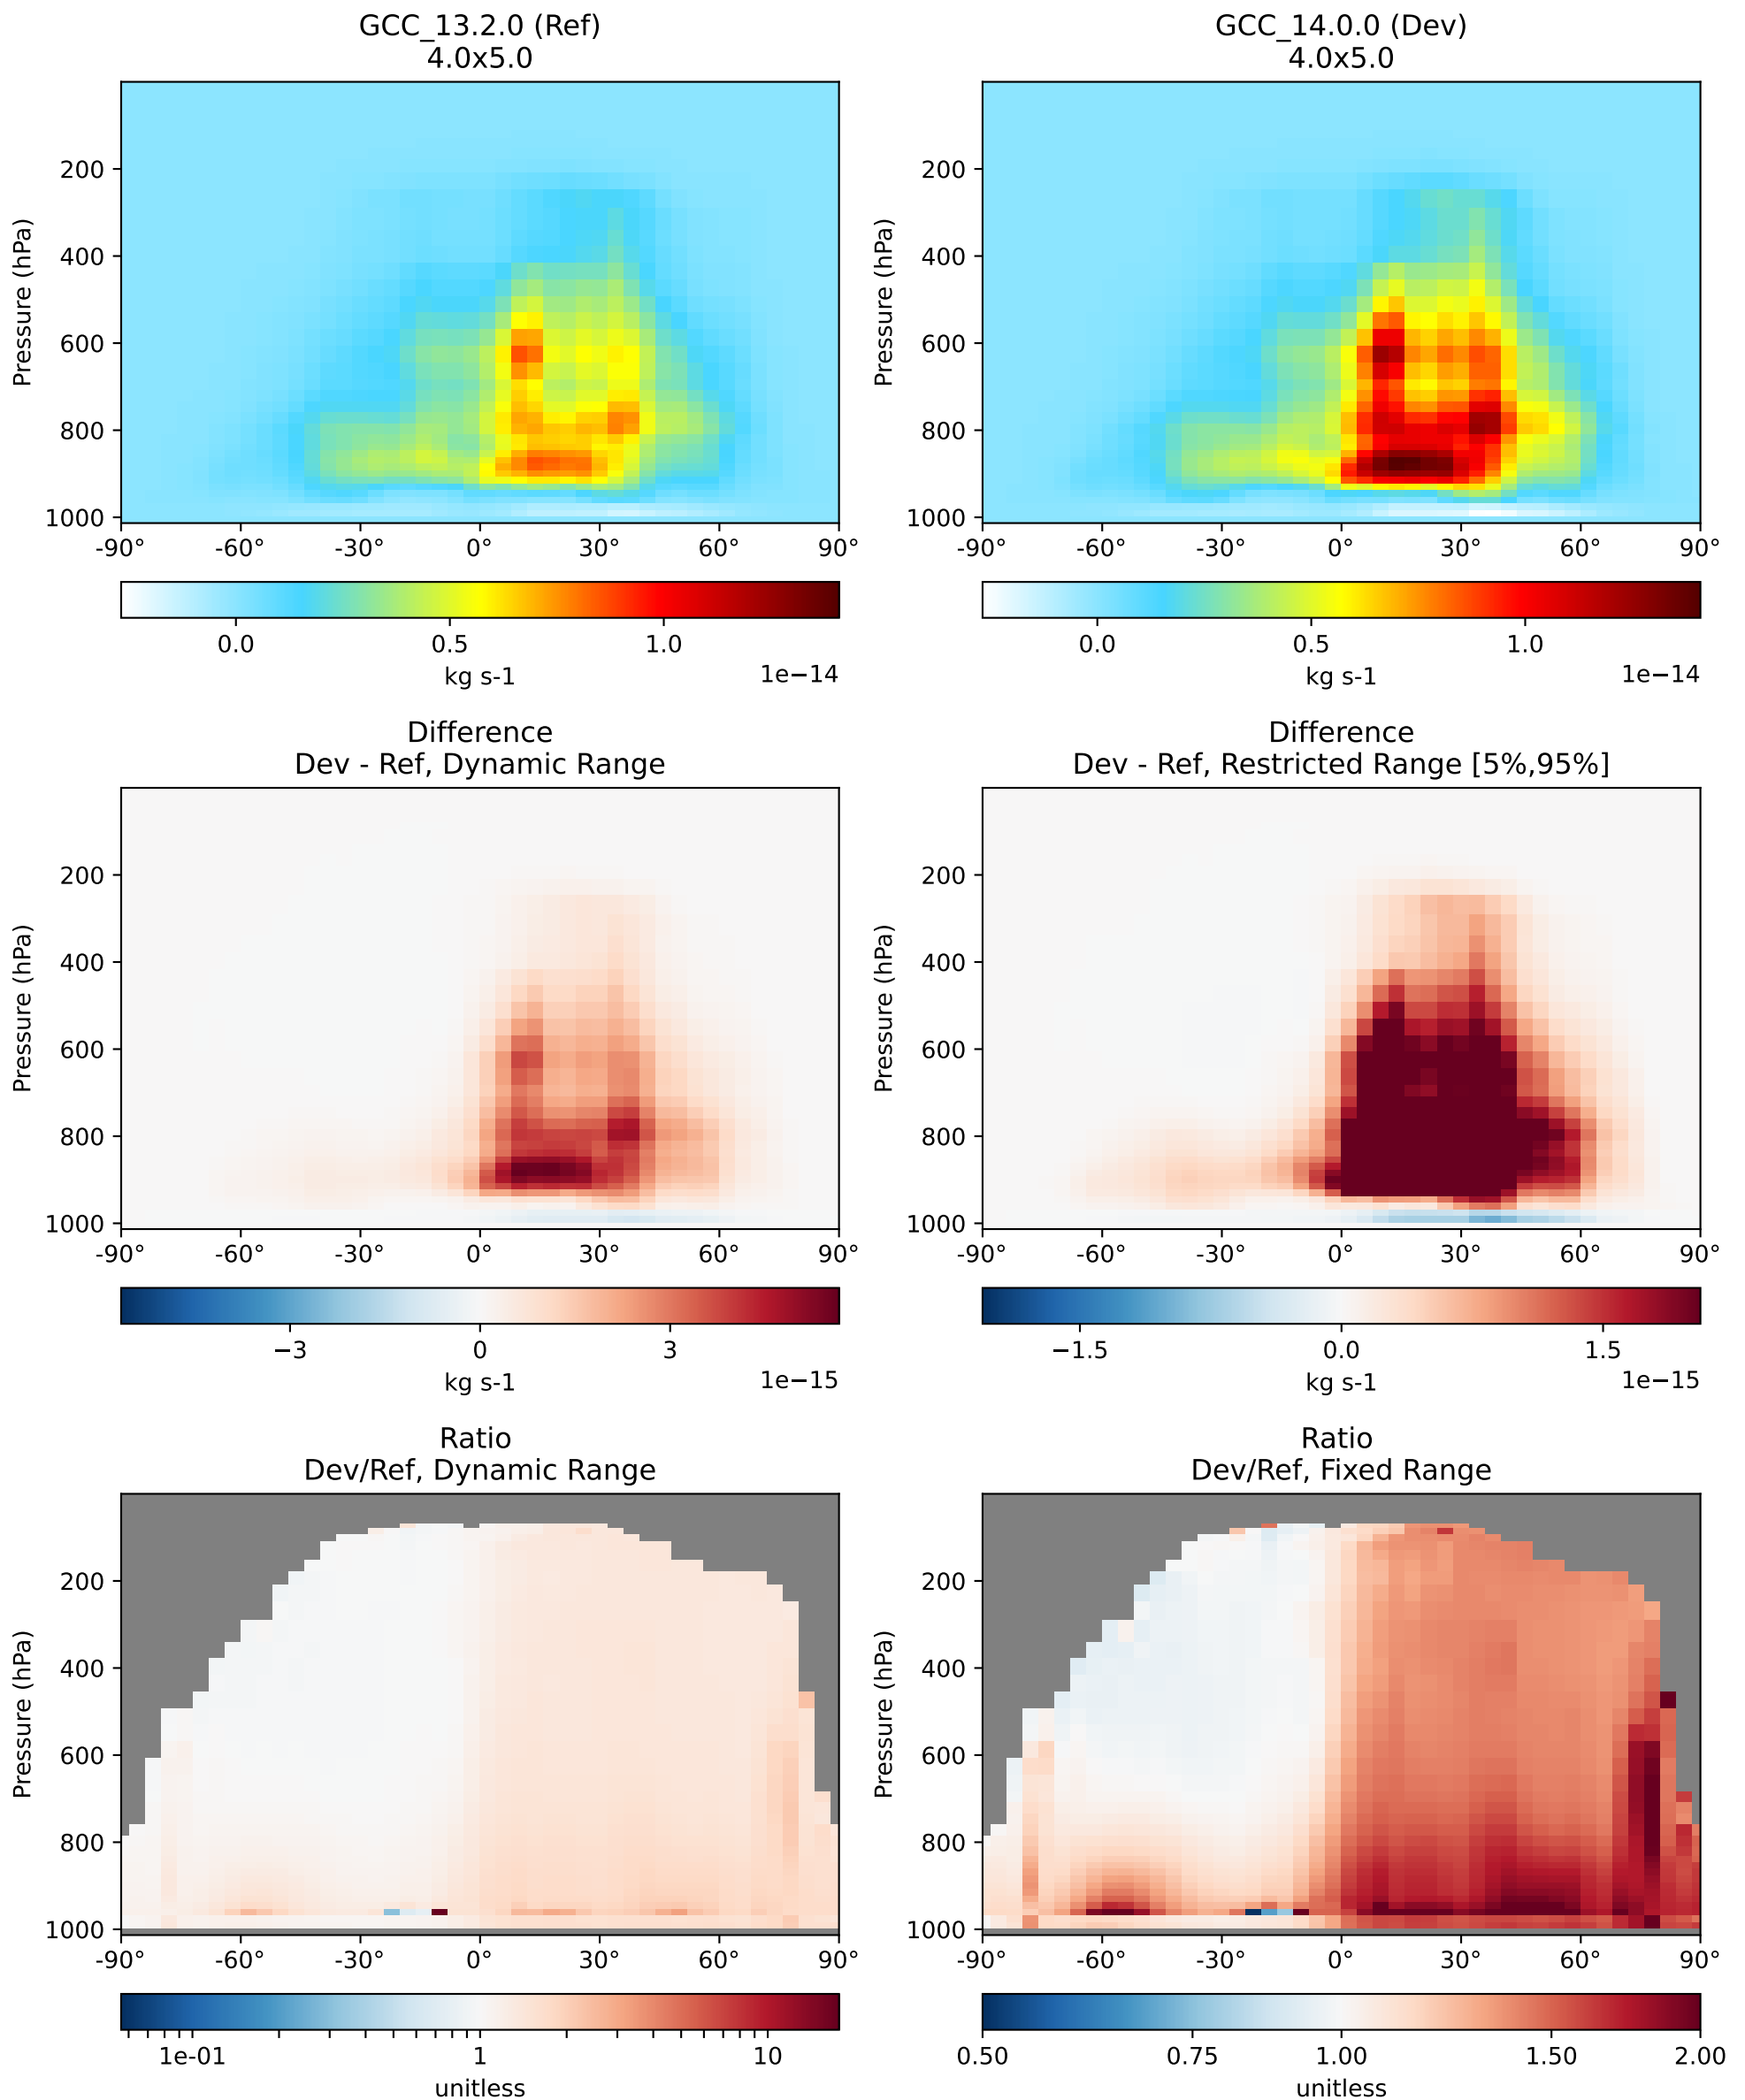 GCC_13.2.0 (Ref)
4.0x5.0
Pressure (hPa)
200
400
600
800
1000
-90° -60° -30° 0° 30° 60° 90°
0.0 0.5 1.0
kg s-1
1e−14
GCC_14.0.0 (Dev)
4.0x5.0
Pressure (hPa)
200
400
600
800
1000
-90° -60° -30° 0° 30° 60° 90°
0.0 0.5 1.0
kg s-1
1e−14
Difference
Dev - Ref, Dynamic Range
Pressure (hPa)
200
400
600
800
1000
-90° -60° -30° 0° 30° 60° 90°
−3 0 3
kg s-1
1e−15
Difference
Dev - Ref, Restricted Range [5%,95%]
Pressure (hPa)
200
400
600
800
1000
-90° -60° -30° 0° 30° 60° 90°
−1.5 0.0 1.5
kg s-1
1e−15
Ratio
Dev/Ref, Dynamic Range
Pressure (hPa)
200
400
600
800
1000
-90° -60° -30° 0° 30° 60° 90°
1e-01 1 10
unitless
Ratio
Dev/Ref, Fixed Range
Pressure (hPa)
200
400
600
800
1000
-90° -60° -30° 0° 30° 60° 90°
0.50 0.75 1.00 1.50 2.00
unitless